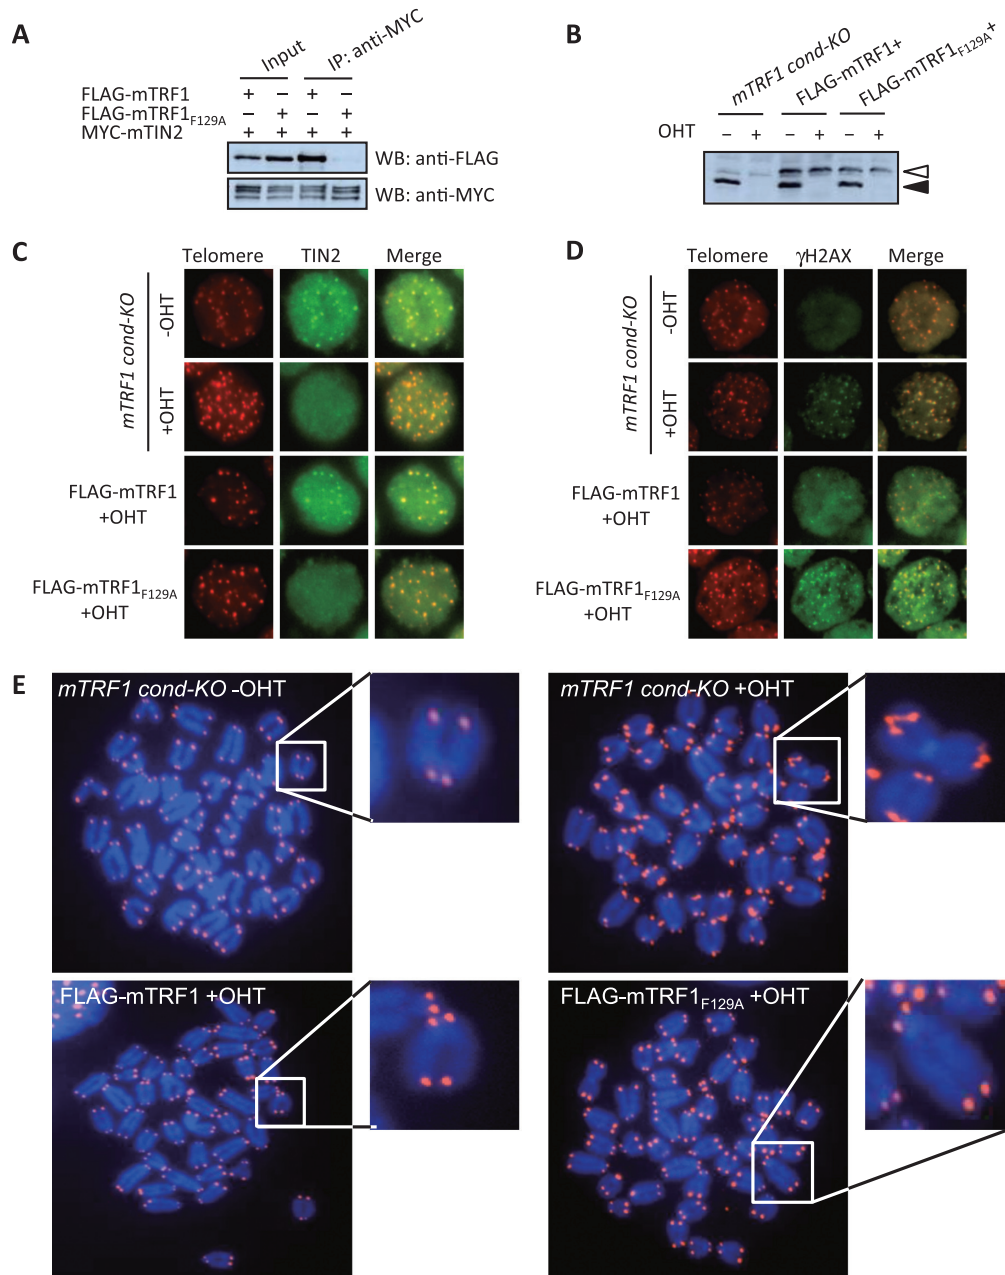 A
Input
IP: anti-MYC
FLAG-mTRF1 + – + –
FLAG-mTRF1F129A – + – +
MYC-mTIN2 + + + +
WB: anti-FLAG
WB: anti-MYC
B
mTRF1 cond-KO
FLAG-mTRF1+
FLAG-mTRF1F129A+
OHT – + – + – +
C
Telomere TIN2 Merge
mTRF1 cond-KO
-OHT
+OHT
FLAG-mTRF1
+OHT
FLAG-mTRF1F129A
+OHT
D
Telomere γH2AX Merge
mTRF1 cond-KO
-OHT
+OHT
FLAG-mTRF1
+OHT
FLAG-mTRF1F129A
+OHT
E
mTRF1 cond-KO -OHT
mTRF1 cond-KO +OHT
FLAG-mTRF1 +OHT
FLAG-mTRF1F129A +OHT